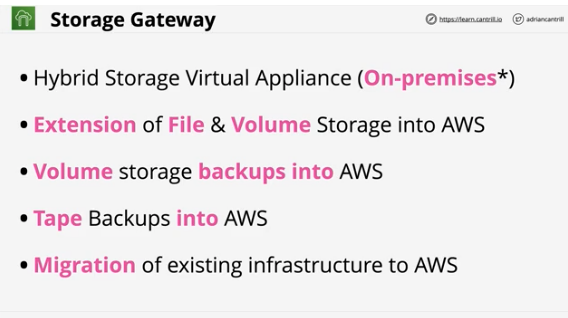 Storage Gateway
https://learn.cantrill.io
adriancantrill
• Hybrid Storage Virtual Appliance (On-premises*)
• Extension of File & Volume Storage into AWS
• Volume storage backups into AWS
• Tape Backups into AWS
• Migration of existing infrastructure to AWS